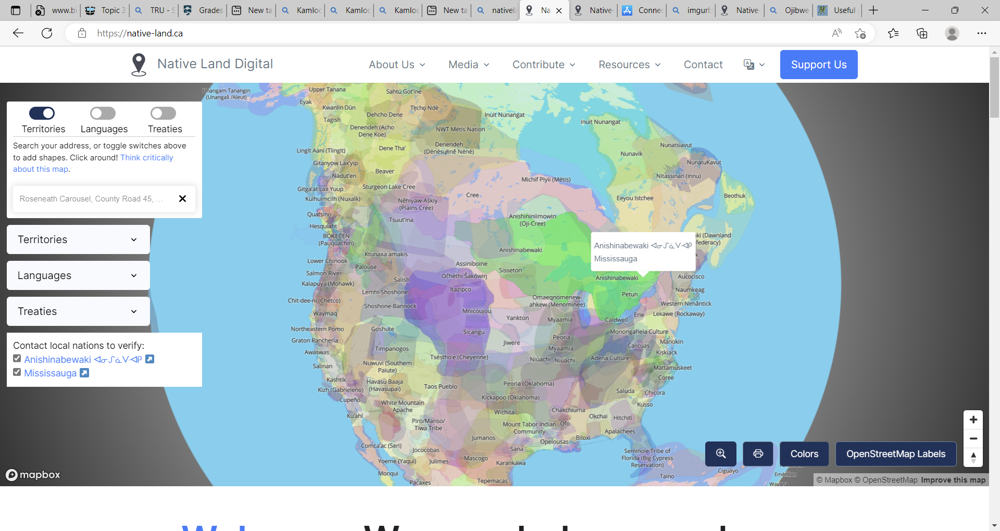 www.bi
Topic 3
TRU - S
Grades
New ta
Kamloc
Kamloc
Kamloc
New ta
nativela
Na
Native-
Connec
imgurl:
Native-
Ojibwe
Useful
https://native-land.ca
Native Land Digital
About Us
Media
Contribute
Resources
Contact
Support Us
Territories
Languages
Treaties
Search your address, or toggle switches above
to add shapes. Click around! Think critically
about this map.
Roseneath Carousel, County Road 45, ...
Territories
Languages
Treaties
Contact local nations to verify:
Anishinabewaki ᐊᓂᔑᓈᐯᐗᑭ
Mississauga
Unangam Tanangin
(Unangax̂ /Aleut)
Upper Tanana
Sahtú Got'ine
Eyak
Kwanlin Dün
Tagish
Dehcho Dene
Tłįchǫ Ndè
Inuit Nunangat
Inuit Nunangat
Denendeh (Acho
Dene Koe)
NWT Métis Nation
Denendeh
(Dënësųłinë́ Nëné)
Dene Tha'
Lingít Aaní (Tlingit)
Gitanyow Lax'yip
Nadut'en
Beaver
Nunatsiavut
Nunavik
NunatuKavut
Nitassinan (Innu)
Michif Piyii (Métis)
Sturgeon Lake Cree
Gitga'at Lax Yuup
Kulhulmcilh (Nuxalk)
Cree
Nêhiyaw-Askiy
(Plains Cree)
Eeyou Istchee
Beothuk
Quatsino
Tsuut'ina
Anishininiimowin
(Oji-Cree)
Hesquiaht
BOḰEĆEN
(Pauquachin)
ki (Dawnland
federacy)
Anishinabewaki ᐊᓂᔑᓈᐯᐗᑭ
Mississauga
Anishinabewaki
Ktunaxa amakis
Lower Chinook
Palouse
Assiniboine
Sisseton
Salmon River
Salish
Očhéthi Šakówiŋ
Anishinabewaki
Aucocisco
Kalapuya (Mohawk)
Itazipco
Lemhi-Shoshone
Naumkeag
Petun
Chit-dee-ni (Chetco)
Shoshone-Bannock
Omaeqnomenew-
ahkew (Menominee)
Western Nehântick
Waymaq
Mnicoujou
Yankton
Myaamia
Caldwell
Erie
Lekawe (Rockaway)
Northeastern Pomo
Goshute
Sicangu
Monongahela Culture
Graton Rancheria
Jiwere
Peoria
Manokin
Calicuas
Awaswas
Timpanogos
Myaamia
Kiskiack
Tséstho'e (Cheyenne)
Niúachi
Niúachi
Adena Culture
Salinan
Nuwuvi (Southern
Paiute)
Mattamuskeet
Kashtik
Havasu Baaja
(Havasupai)
Taos Pueblo
Peoria (Oklahoma)
Coree
Kizh (Gabrieleno)
Saluda
Chicora
Cupeño
White Mountain
Apache
Kickapoo (Oklahoma)
Kusso
Ku'ahl
Wichita
Chakchiuma
Okchai
Hitchiti
Piro/Manso/
Tiwa Tribe
Mount Tabor Indian
Community
Ofo
Apalachees
Jumanos
Biloxi
Opelousas
Comca'ac (Seri)
Jococobas
Sana
Seminole Tribe of
Florida (Big Cypress
Reservation)
Yoeme (Yaqui)
Julimes
Mascogo
Karankawa
Monqui
Pacaxes
Tepemacas
Taíno
Ciguayo
Emérillon
Wayana
Colors
OpenStreetMap Labels
mapbox
© Mapbox © OpenStreetMap Improve this map